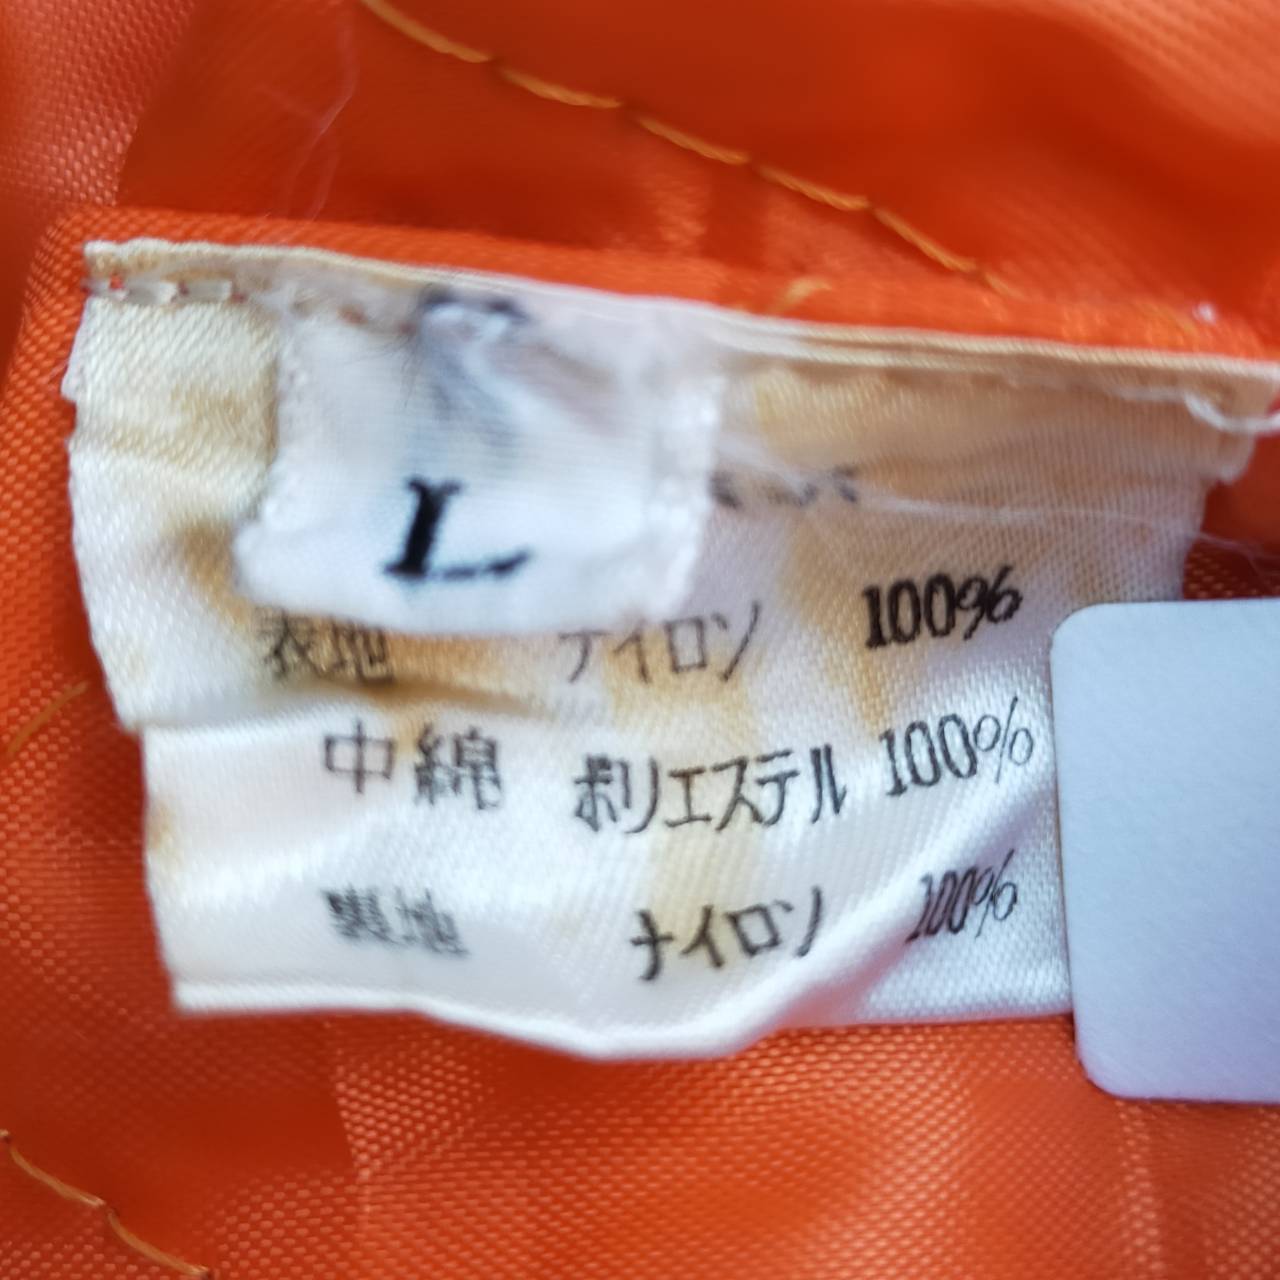 L
表地 ナイロン 100%
中綿 ポリエステル 100%
裏地 ナイロン 100%